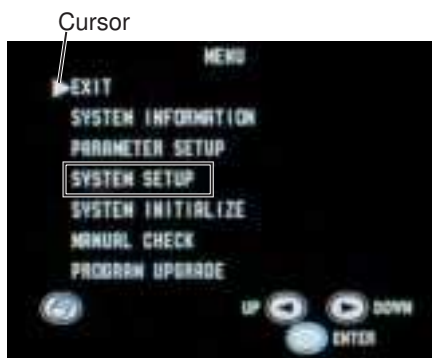 Cursor
MENU
EXIT
SYSTEM INFORMATION
PARAMETER SETUP
SYSTEM SETUP
SYSTEM INITIALIZE
MANUAL CHECK
PROGRAM UPGRADE
UP DOWN
ENTER